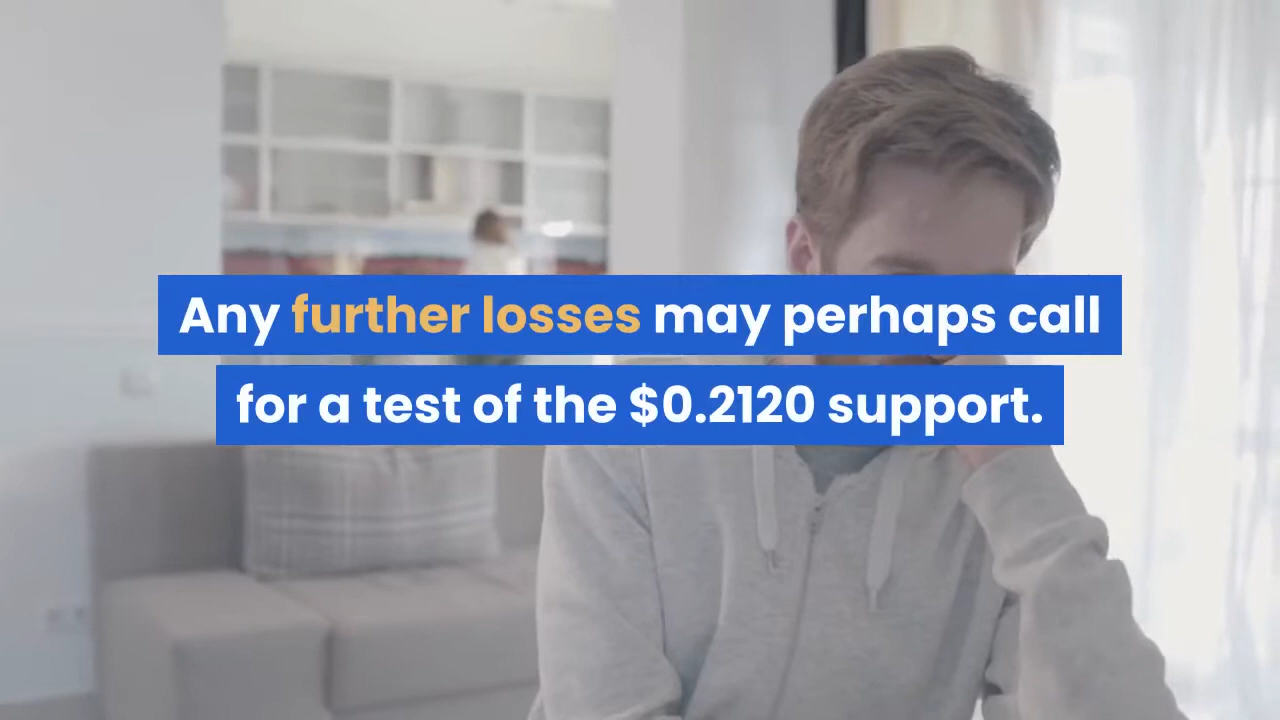 Any further losses may perhaps call
for a test of the $0.2120 support.